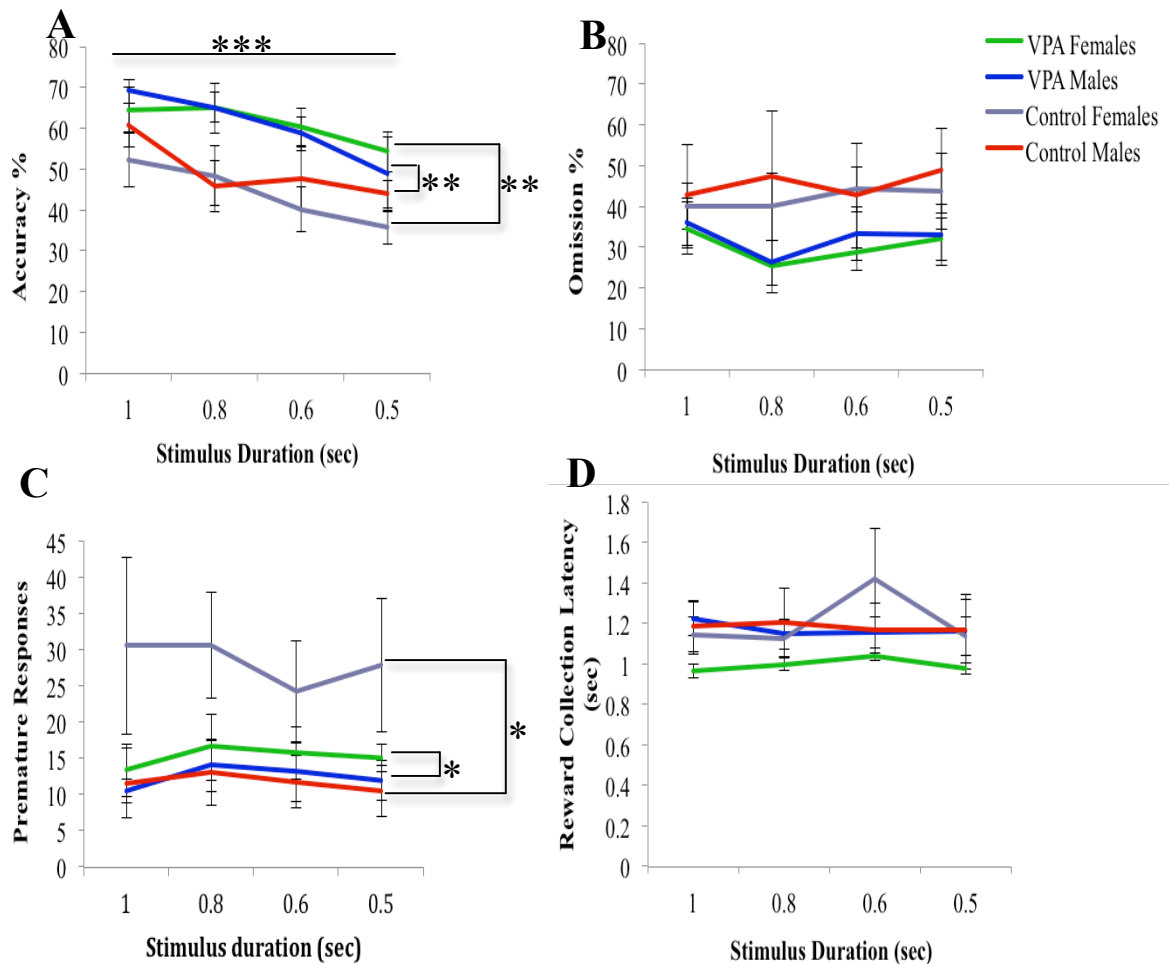 A
***
80
70
60
50
40
30
20
10
0
Accuracy %
**
**
1 0.8 0.6 0.5
Stimulus Duration (sec)
B
80
70
60
50
40
30
20
10
0
Omission %
1 0.8 0.6 0.5
Stimulus Duration (sec)
VPA Females
VPA Males
Control Females
Control Males
C
45
40
35
30
25
20
15
10
5
0
Premature Responses
*
*
1 0.8 0.6 0.5
Stimulus duration (sec)
D
1.8
1.6
1.4
1.2
1
0.8
0.6
0.4
0.2
0
Reward Collection Latency
(sec)
1 0.8 0.6 0.5
Stimulus Duration (sec)